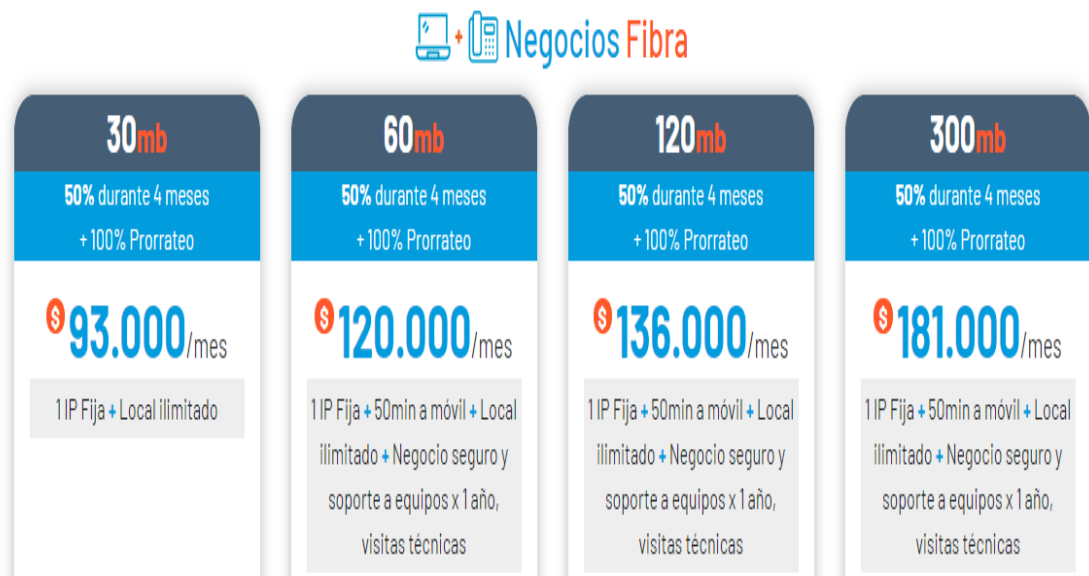 + Negocios Fibra
30mb
50% durante 4 meses
+ 100% Prorrateo
$ 93.000/mes
1 IP Fija + Local ilimitado
60mb
50% durante 4 meses
+ 100% Prorrateo
$ 120.000/mes
1 IP Fija + 50min a móvil + Local
ilimitado + Negocio seguro y
soporte a equipos x 1 año,
visitas técnicas
120mb
50% durante 4 meses
+ 100% Prorrateo
$ 136.000/mes
1 IP Fija + 50min a móvil + Local
ilimitado + Negocio seguro y
soporte a equipos x 1 año,
visitas técnicas
300mb
50% durante 4 meses
+ 100% Prorrateo
$ 181.000/mes
1 IP Fija + 50min a móvil + Local
ilimitado + Negocio seguro y
soporte a equipos x 1 año,
visitas técnicas